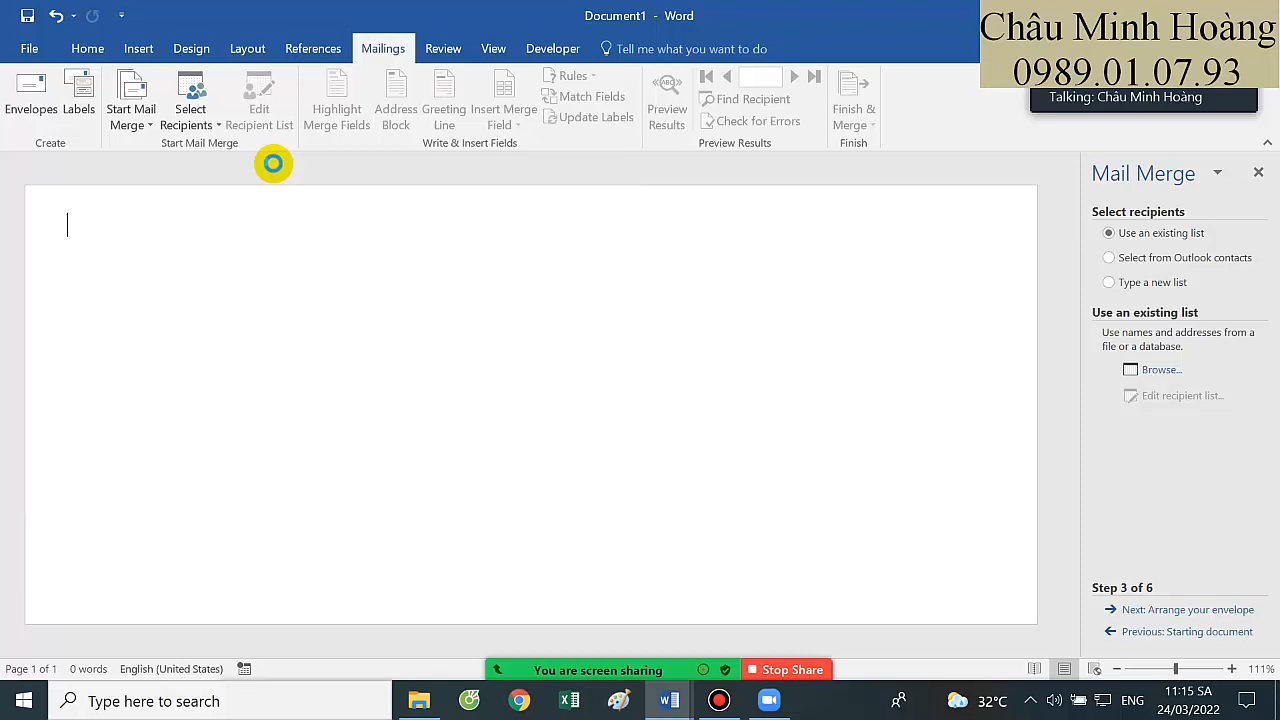 Document1 - Word
Châu Minh Hoàng
0989.01.07.93
Talking: Châu Minh Hoàng
File Home Insert Design Layout References Mailings Review View Developer Tell me what you want to do
Envelopes
Labels
Create
Start Mail
Merge
Select
Recipients
Edit
Recipient List
Start Mail Merge
Highlight
Merge Fields
Address
Block
Greeting
Line
Insert Merge
Field
Rules
Match Fields
Update Labels
Write & Insert Fields
ABC
Preview
Results
Find Recipient
Check for Errors
Preview Results
Finish &
Merge
Finish
Mail Merge
Select recipients
Use an existing list
Select from Outlook contacts
Type a new list
Use an existing list
Use names and addresses from a
file or a database.
Browse...
Edit recipient list...
Step 3 of 6
Next: Arrange your envelope
Previous: Starting document
Page 1 of 1 0 words English (United States)
You are screen sharing
Stop Share
111%
Type here to search
32°C
ENG
11:15 SA
24/03/2022